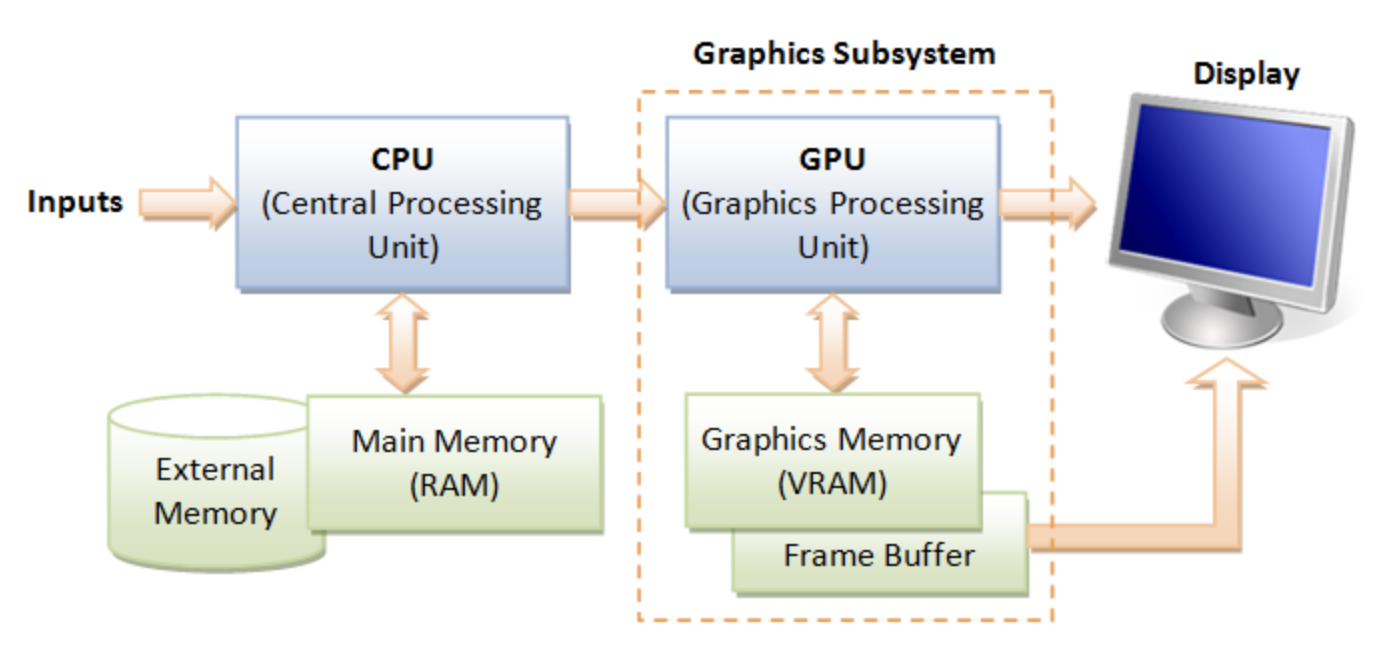 Graphics Subsystem
Display
Inputs
CPU
(Central Processing
Unit)
GPU
(Graphics Processing
Unit)
External
Memory
Main Memory
(RAM)
Graphics Memory
(VRAM)
Frame Buffer